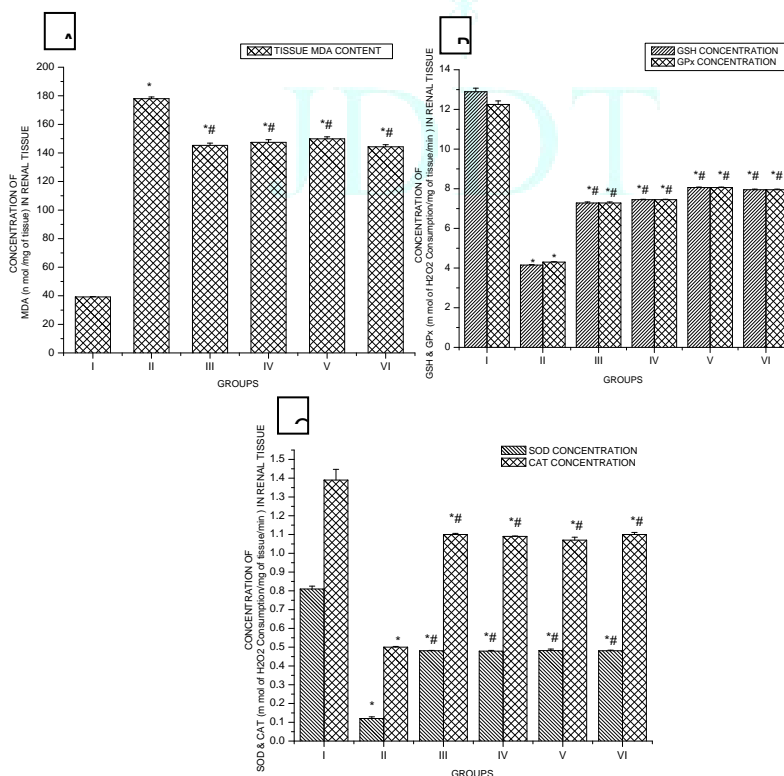 A
TISSUE MDA CONTENT
200
180
160
140
120
100
80
60
40
20
0
CONCENTRATION OF
MDA (n mol /mg of tissue) IN RENAL TISSUE
*
*#
*#
*#
*#
I II III IV V VI
GROUPS
GSH CONCENTRATION
GPx CONCENTRATION
14
12
10
8
6
4
2
0
CONCENTRATION OF
GSH & GPx (m mol of H2O2 Consumption/mg of tissue/min ) IN RENAL TISSUE
* *
*# *#
*# *#
*# *#
*# *#
I II III IV V VI
GROUPS
JDDT
SOD CONCENTRATION
CAT CONCENTRATION
1.5
1.4
1.3
1.2
1.1
1.0
0.9
0.8
0.7
0.6
0.5
0.4
0.3
0.2
0.1
0.0
CONCENTRATION OF
SOD & CAT (m mol of H2O2 Consumption/mg of tissue/min ) IN RENAL TISSUE
* *
*# *#
*# *#
*# *#
*# *#
I II III IV V VI
GROUPS